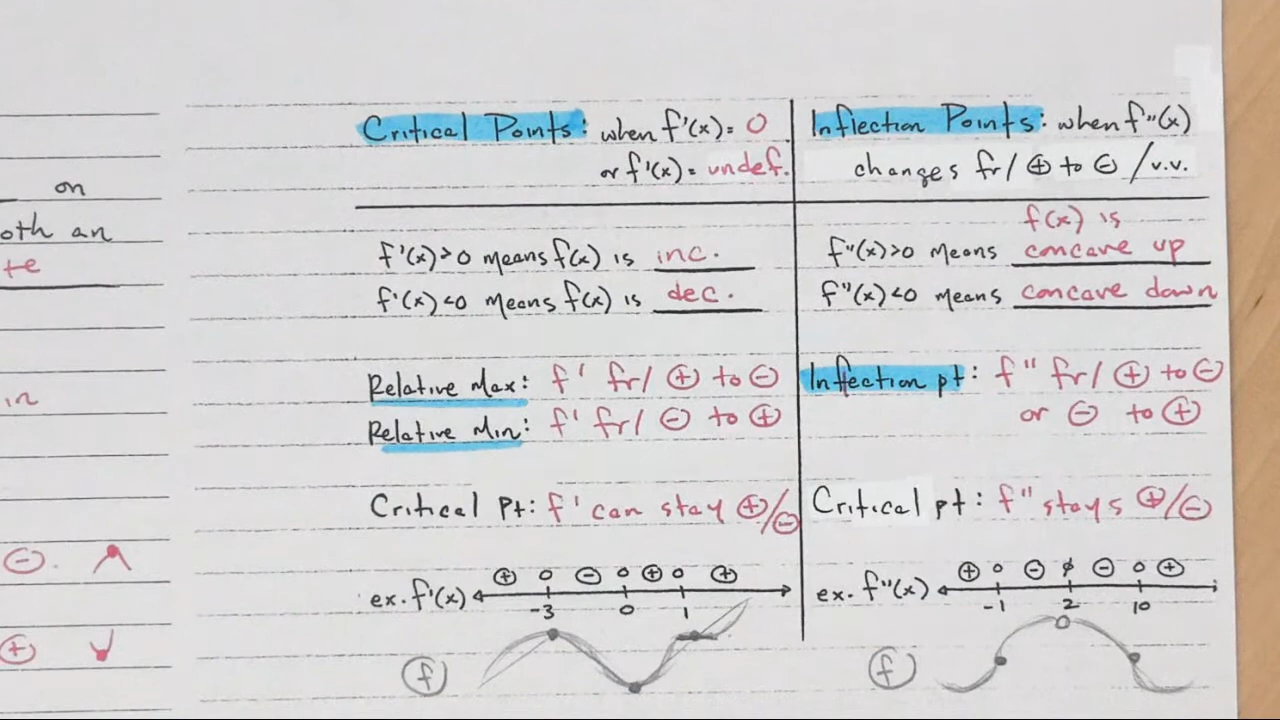 on
oth an
te
in
⊖.
⊕
Critical Points: when f'(x)= 0
or f'(x)= undef.
f'(x)>0 means f(x) is inc.
f'(x)<0 means f(x) is dec.
Relative Max: f' fr/ ⊕ to ⊖
Relative Min: f' fr/ ⊖ to ⊕
Critical Pt: f' can stay ⊕/⊖
⊕ 0 ⊖ 0 ⊕ 0 ⊕
ex. f'(x)
-3 0 1
f
Inflection Points: when f"(x)
changes fr/ ⊕ to ⊖ / v.v.
f(x) is
f"(x)>0 means concave up
f"(x)<0 means concave down
Inflection pt: f" fr/ ⊕ to ⊖
or ⊖ to ⊕
Critical pt: f" stays ⊕/⊖
⊕ 0 ⊖ ∅ ⊖ 0 ⊕
ex. f"(x)
-1 2 10
f